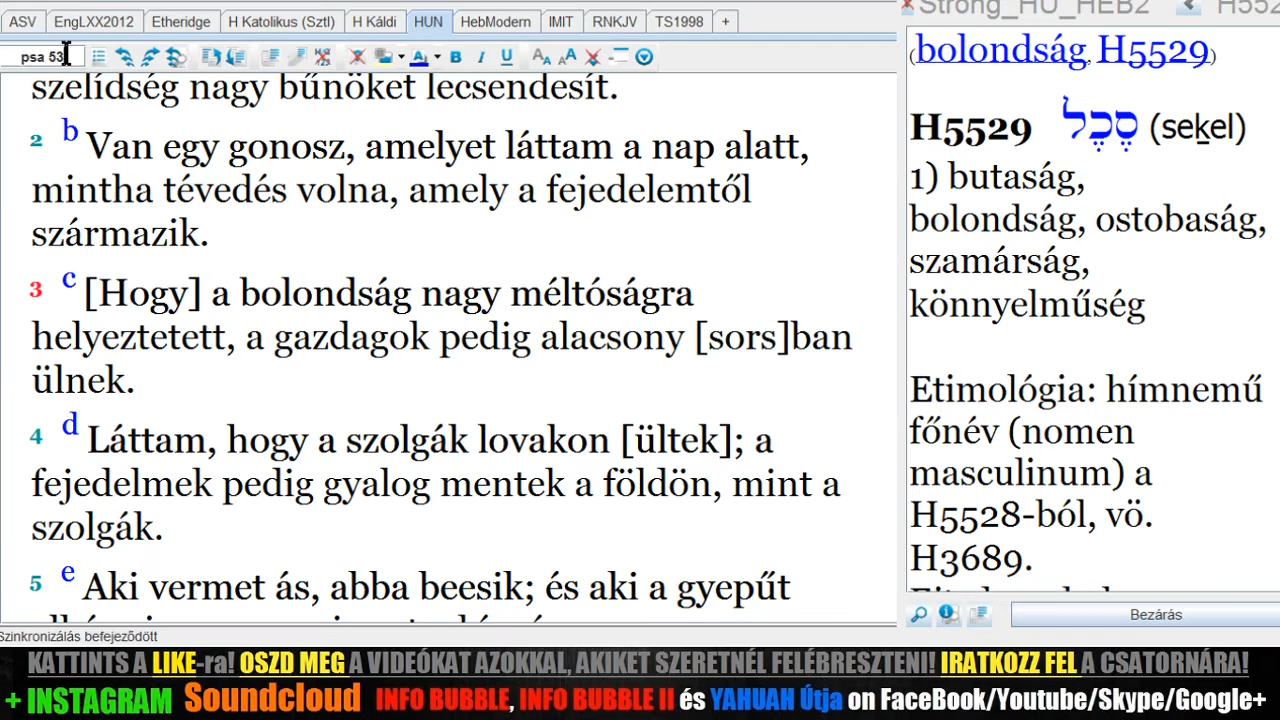 ASV EngLXX2012 Etheridge H Katolikus (Sztl) H Káldi HUN HebModern IMIT RNKJV TS1998 +
psa 53
szelídség nagy bűnöket lecsendesít.
2 b Van egy gonosz, amelyet láttam a nap alatt,
mintha tévedés volna, amely a fejedelemtől
származik.
3 c [Hogy] a bolondság nagy méltóságra
helyeztetett, a gazdagok pedig alacsony [sors]ban
ülnek.
4 d Láttam, hogy a szolgák lovakon [ültek]; a
fejedelmek pedig gyalog mentek a földön, mint a
szolgák.
5 e Aki vermet ás, abba beesik; és aki a gyepűt
Szinkronizálás befejeződött
Strong_HU_HEB2
(bolondság, H5529)
H5529 סֶכֶל (seḵel)
1) butaság,
bolondság, ostobaság,
szamárság,
könnyelműség
Etimológia: hímnemű
főnév (nomen
masculinum) a
H5528-ból, vö.
H3689.
Bezárás
KATTINTS A LIKE-ra! OSZD MEG A VIDEÓKAT AZOKKAL, AKIKET SZERETNÉL FELÉBRESZTENI! IRATKOZZ FEL A CSATORNÁRA!
+ INSTAGRAM Soundcloud INFO BUBBLE, INFO BUBBLE II és YAHUAH Útja on FaceBook/Youtube/Skype/Google+